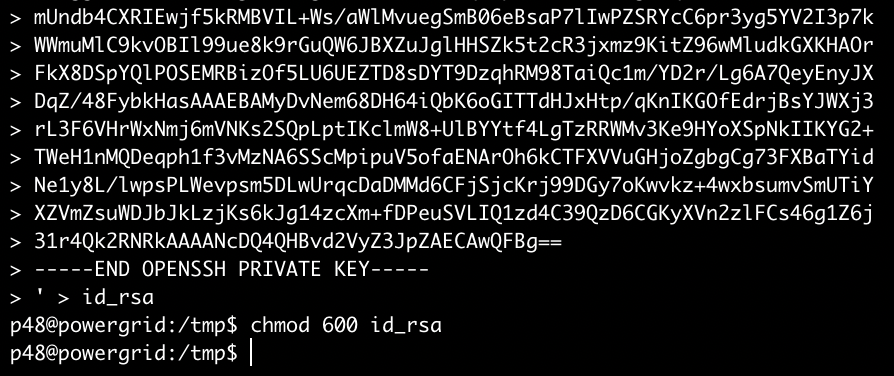 > mUndb4CXRIEwjf5kRMBVIL+Ws/aWlMvuegSmB06eBsaP7lIwPZSRYcC6pr3yg5YV2I3p7k
> WWmuMlC9kvOBIl99ue8k9rGuQW6JBXZuJglHHSZk5t2cR3jxmz9KitZ96wMludkGXKHAOr
> FkX8DSpYQlPOSEMRBizOf5LU6UEZTD8sDYT9DzqhRM98TaiQc1m/YD2r/Lg6A7QeyEnyJX
> DqZ/48FybkHasAAAEBAMyDvNem68DH64iQbK6oGITTdHJxHtp/qKnIKGOfEdrjBsYJWXj3
> rL3F6VHrWxNmj6mVNKs2SQpLptIKclmW8+UlBYYtf4LgTzRRWMv3Ke9HYoXSpNkIIKYG2+
> TWeH1nMQDeqph1f3vMzNA6SScMpipuV5ofaENArOh6kCTFXVVuGHjoZgbgCg73FXBaTYid
> Ne1y8L/lwpsPLWevpsm5DLwUrqcDaDMMd6CFjSjcKrj99DGy7oKwvkz+4wxbsumvSmUTiY
> XZVmZsuWDJbJkLzjKs6kJg14zcXm+fDPeuSVLIQ1zd4C39QzD6CGKyXVn2zlFCs46g1Z6j
> 31r4Qk2RNRkAAAANcDQ4QHBvd2VyZ3JpZAECAwQFBg==
> -----END OPENSSH PRIVATE KEY-----
> ' > id_rsa
p48@powergrid:/tmp$ chmod 600 id_rsa
p48@powergrid:/tmp$